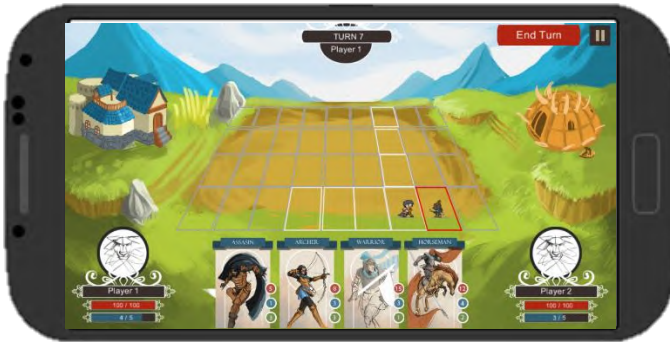 TURN 7
Player 1
End Turn
ASSASIN
ARCHER
WARRIOR
HORSEMAN
Player 1
100 / 100
4 / 5
Player 2
100 / 100
3 / 5